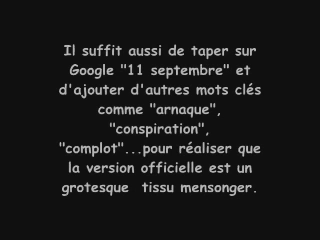 Il suffit aussi de taper sur
Google "11 septembre" et
d'ajouter d'autres mots clés
comme "arnaque",
"conspiration",
"complot"...pour réaliser que
la version officielle est un
grotesque  tissu mensonger.